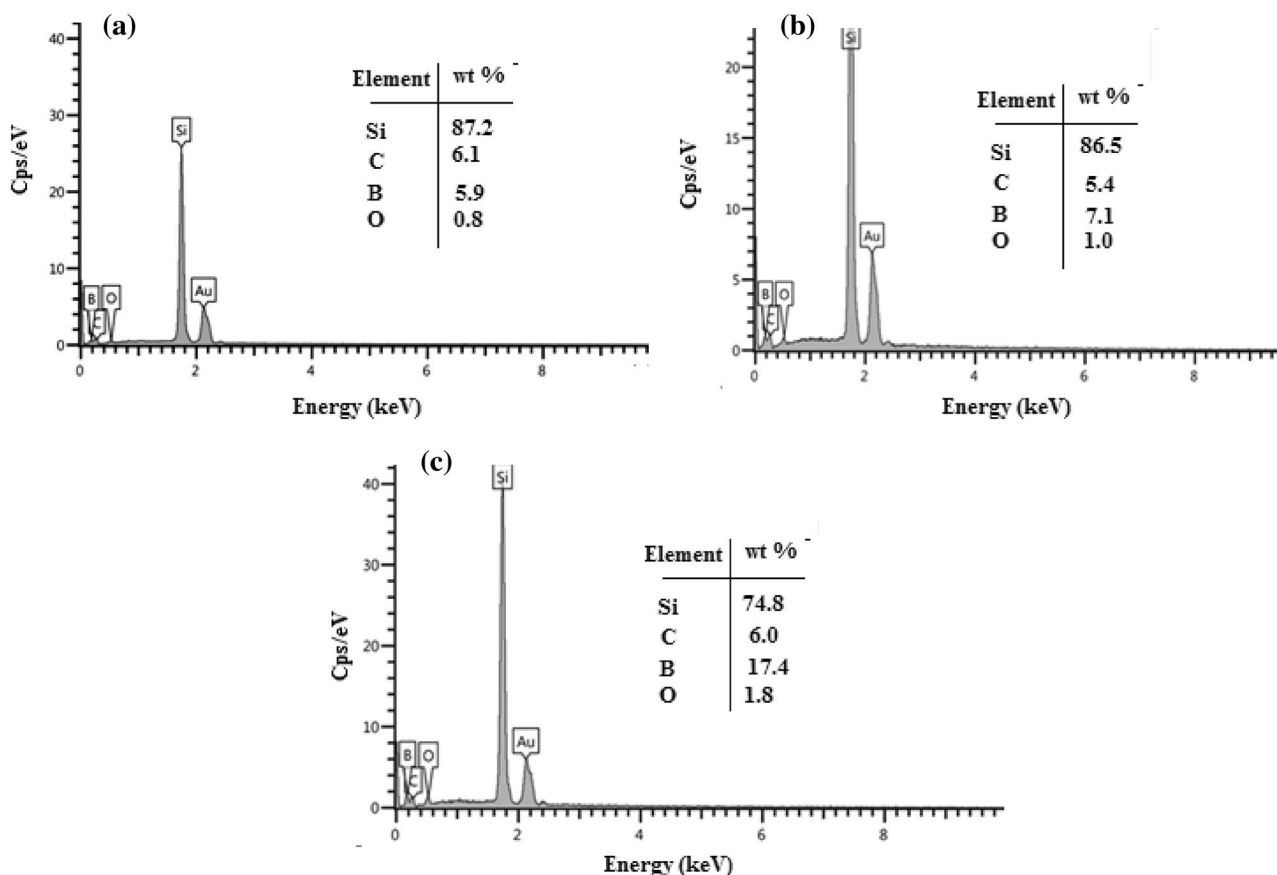 (a)
40
30
20
10
0
Cps/eV
Si
Au
B
C
O
Element wt %
Si 87.2
C 6.1
B 5.9
O 0.8
0 2 4 6 8
Energy (keV)
(b)
20
15
10
5
0
Cps/eV
Si
Au
B
C
O
Element wt %
Si 86.5
C 5.4
B 7.1
O 1.0
0 2 4 6 8
Energy (keV)
(c)
40
30
20
10
0
Cps/eV
Si
Au
B
C
O
Element wt %
Si 74.8
C 6.0
B 17.4
O 1.8
0 2 4 6 8
Energy (keV)